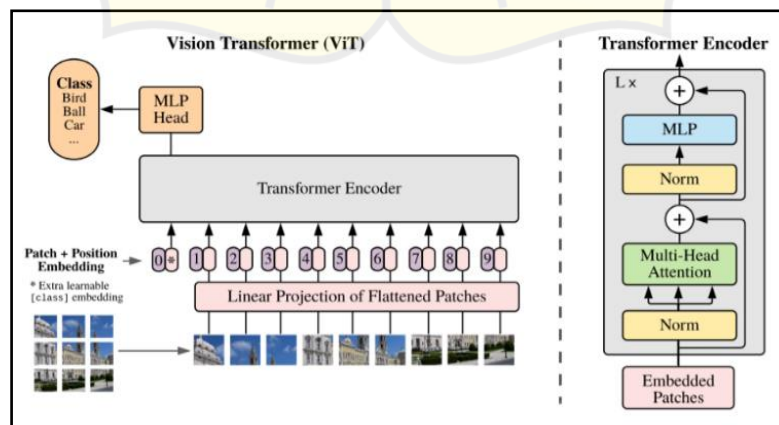 Vision Transformer (ViT)
Class
Bird
Ball
Car
...
MLP
Head
Transformer Encoder
Patch + Position
Embedding
0 * 1 2 3 4 5 6 7 8 9
* Extra learnable
[class] embedding
Linear Projection of Flattened Patches
Transformer Encoder
L x
+
MLP
Norm
+
Multi-Head
Attention
Norm
Embedded
Patches